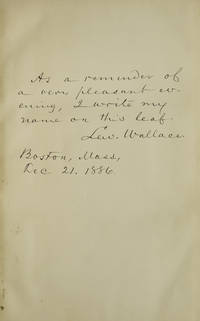 As a reminder of
a very pleasant ev-
ening, I write my
name on this leaf.
Lew. Wallace.
Boston, Mass,
Dec 21. 1886.